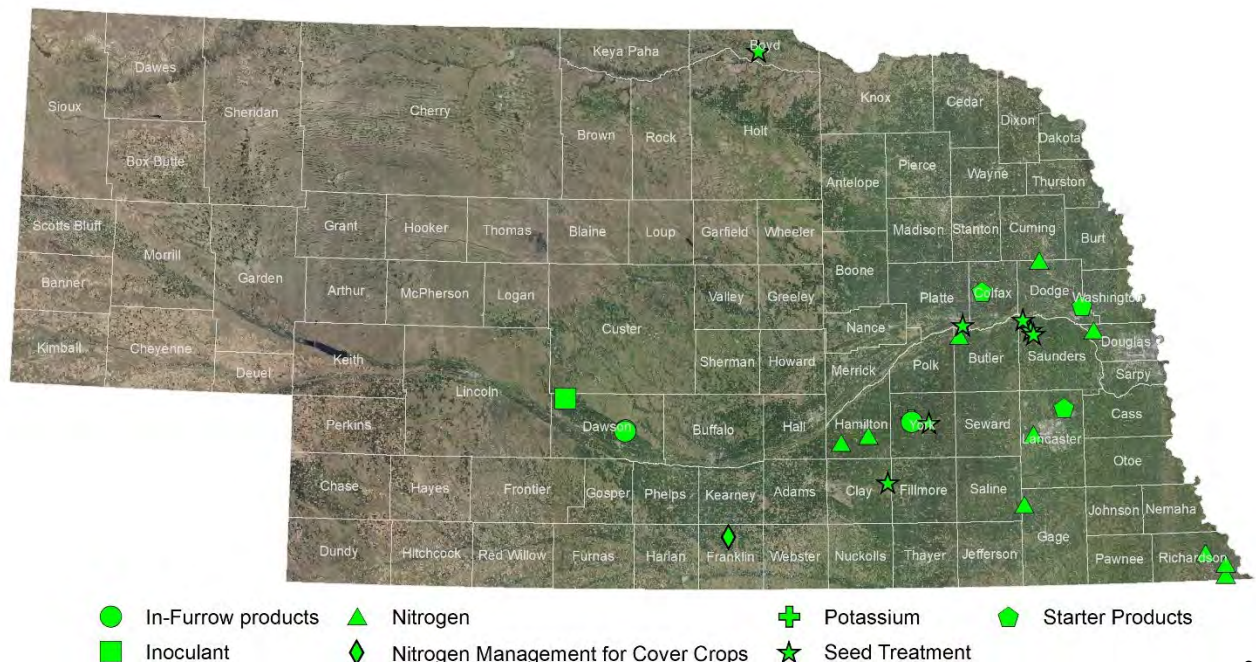 Keya Paha Boyd
Dawes
Sioux Sheridan Cherry Brown Rock Holt Knox Cedar Dixon Dakota
Box Butte Antelope Pierce Wayne Thurston
Scotts Bluff Morrill Garden Grant Hooker Thomas Blaine Loup Garfield Wheeler Madison Stanton Cuming Burt
Banner Arthur McPherson Logan Custer Valley Greeley Boone Platte Colfax Dodge Washington
Kimball Cheyenne Deuel Keith Lincoln Sherman Howard Nance Merrick Polk Butler Saunders Douglas Sarpy
Perkins Dawson Buffalo Hall Hamilton York Seward Lancaster Cass Otoe
Chase Hayes Frontier Gosper Phelps Kearney Adams Clay Fillmore Saline Gage Johnson Nemaha
Dundy Hitchcock Red Willow Furnas Harlan Franklin Webster Nuckolls Thayer Jefferson Pawnee Richardson
In-Furrow products Nitrogen Potassium Starter Products
Inoculant Nitrogen Management for Cover Crops Seed Treatment